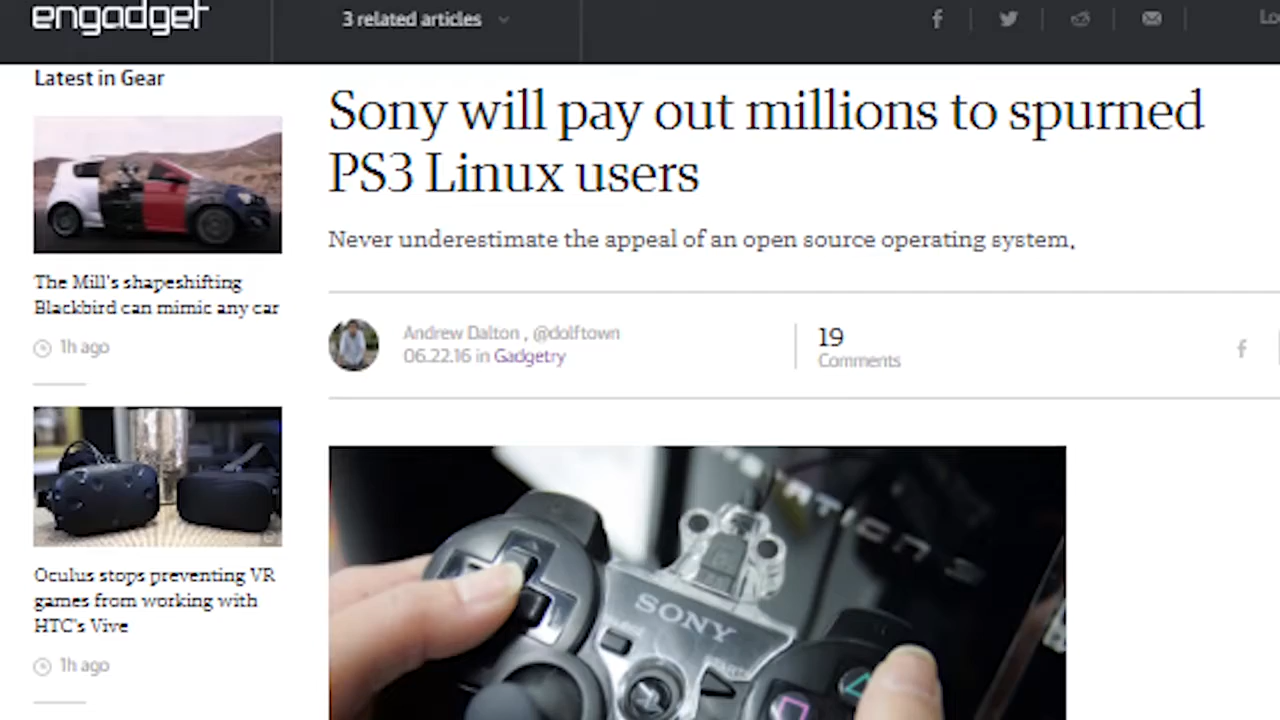 engadget
3 related articles
Latest in Gear
The Mill's shapeshifting
Blackbird can mimic any car
1h ago
Oculus stops preventing VR
games from working with
HTC's Vive
1h ago
Sony will pay out millions to spurned
PS3 Linux users
Never underestimate the appeal of an open source operating system.
Andrew Dalton , @dolftown
06.22.16 in Gadgetry
19
Comments
SONY